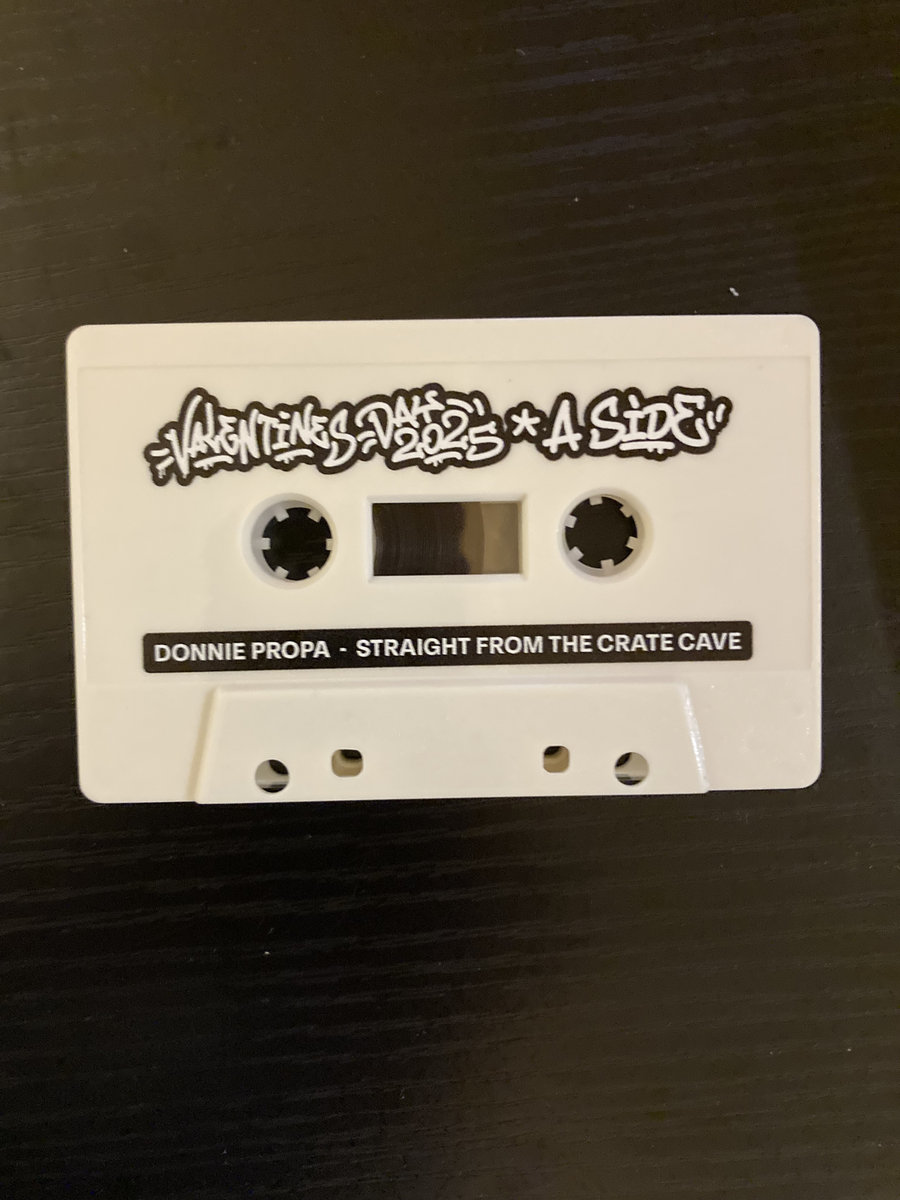 VALENTINES DAY 2025 * A SIDE
DONNIE PROPA - STRAIGHT FROM THE CRATE CAVE